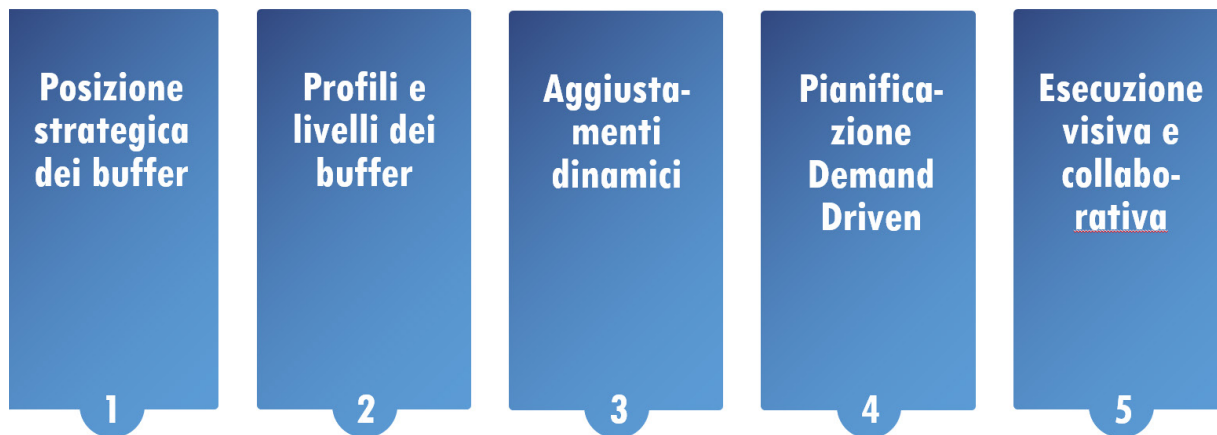 Posizione
strategica
dei buffer
1
Profili e
livelli dei
buffer
2
Aggiusta-
menti
dinamici
3
Pianifica-
zione
Demand
Driven
4
Esecuzione
visiva e
collabo-
rativa
5